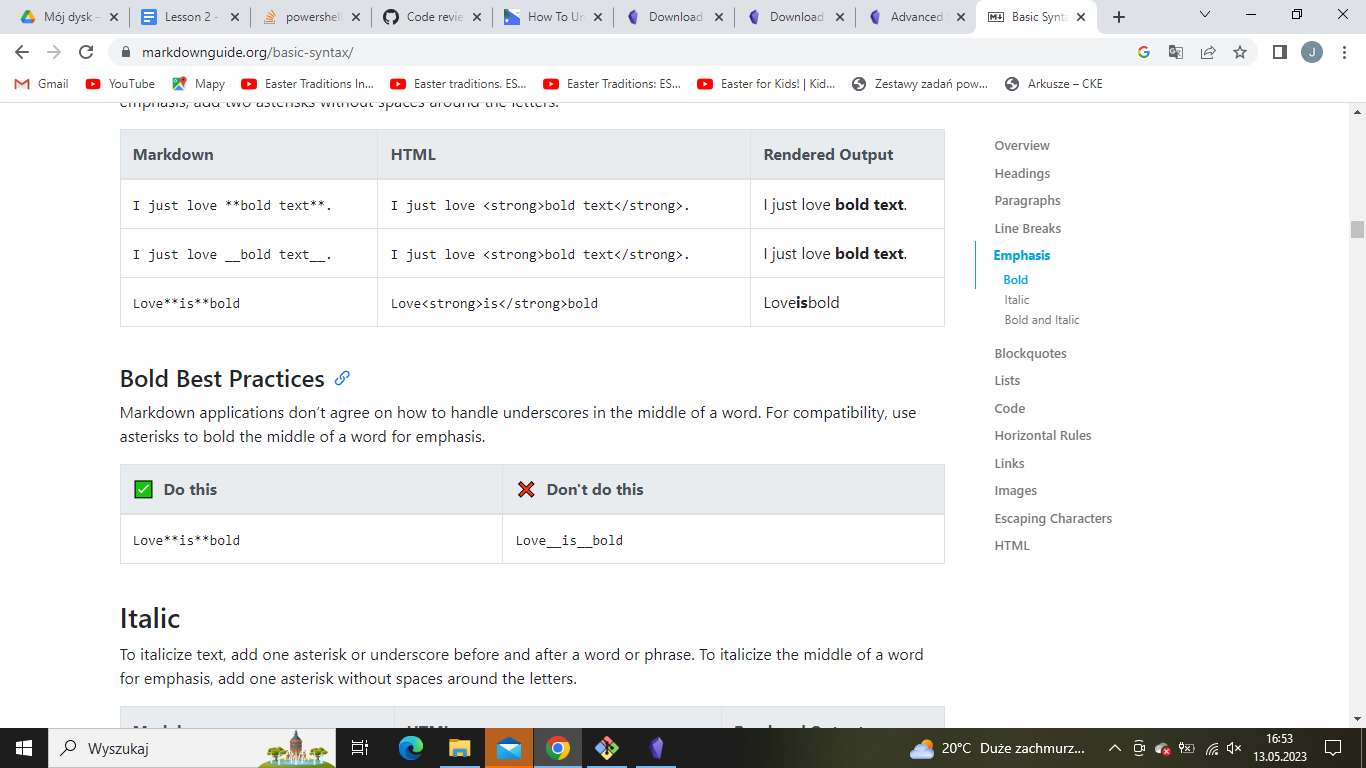 Mój dysk -
Lesson 2 -
powershell
Code revie
How To Un
Download
Download
Advanced
Basic Synta
markdownguide.org/basic-syntax/
J
Gmail
YouTube
Mapy
Easter Traditions In...
Easter traditions. ES...
Easter Traditions: ES...
Easter for Kids! | Kid...
Zestawy zadań pow...
Arkusze – CKE
emphasis, add two asterisks without spaces around the letters.
Markdown HTML Rendered Output
I just love **bold text**. I just love <strong>bold text</strong>. I just love bold text.
I just love __bold text__. I just love <strong>bold text</strong>. I just love bold text.
Love**is**bold Love<strong>is</strong>bold Loveisbold
Bold Best Practices
Markdown applications don’t agree on how to handle underscores in the middle of a word. For compatibility, use
asterisks to bold the middle of a word for emphasis.
✅ Do this ❌ Don't do this
Love**is**bold Love__is__bold
Italic
To italicize text, add one asterisk or underscore before and after a word or phrase. To italicize the middle of a word
for emphasis, add one asterisk without spaces around the letters.
Markdown HTML Rendered Output
Overview
Headings
Paragraphs
Line Breaks
Emphasis
Bold
Italic
Bold and Italic
Blockquotes
Lists
Code
Horizontal Rules
Links
Images
Escaping Characters
HTML
Wyszukaj
20°C Duże zachmurz...
16:53
13.05.2023